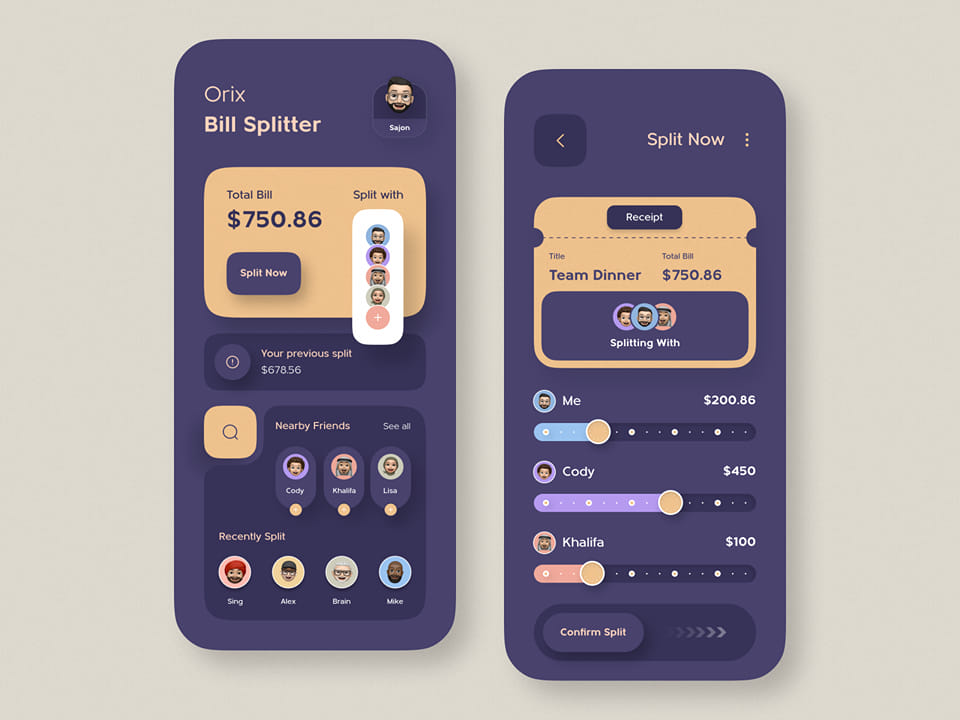 Orix
Bill Splitter
Sajon
Total Bill
Split with
$750.86
Split Now
+
Your previous split
$678.56
Nearby Friends
See all
Cody
Khalifa
Lisa
+
+
+
Recently Split
Sing
Alex
Brain
Mike
Split Now
Receipt
Title
Total Bill
Team Dinner
$750.86
Splitting With
Me
$200.86
Cody
$450
Khalifa
$100
Confirm Split